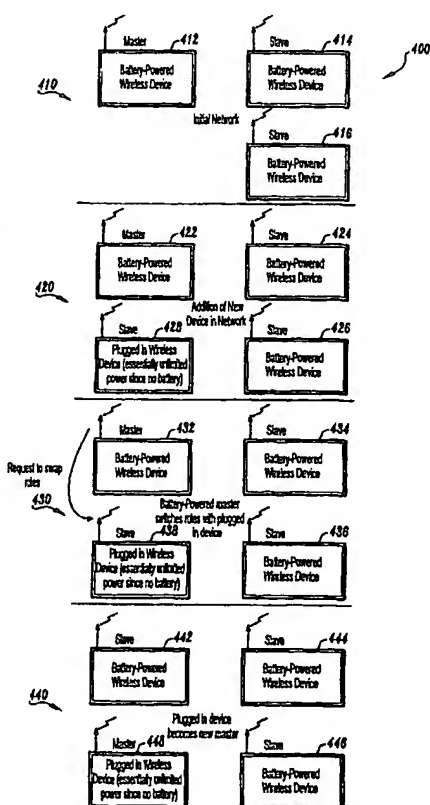 400
410
Master 412
Battery-Powered
Wireless Device
Slave 414
Battery-Powered
Wireless Device
Initial Network
Slave 416
Battery-Powered
Wireless Device
420
Master 422
Battery-Powered
Wireless Device
Slave 424
Battery-Powered
Wireless Device
Addition of New
Device in Network
Slave 428
Plugged in Wireless
Device (essentially unlimited
power since no battery)
Slave 426
Battery-Powered
Wireless Device
Request to swap
roles
430
Master 432
Battery-Powered
Wireless Device
Slave 434
Battery-Powered
Wireless Device
Battery-Powered master
switches roles with plugged
in device
Slave 438
Plugged in Wireless
Device (essentially unlimited
power since no battery)
Slave 436
Battery-Powered
Wireless Device
440
Slave 442
Battery-Powered
Wireless Device
Slave 444
Battery-Powered
Wireless Device
Plugged in device
becomes new master
Master 448
Plugged in Wireless
Device (essentially unlimited
power since no battery)
Slave 446
Battery-Powered
Wireless Device